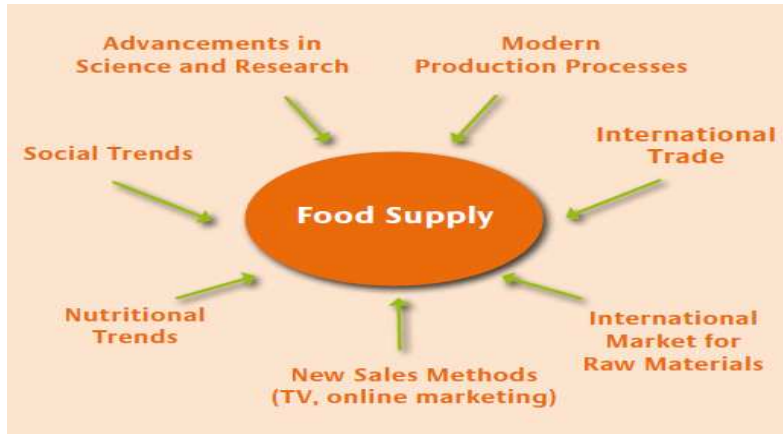 Advancements in
Science and Research
Modern
Production Processes
Social Trends
International
Trade
Food Supply
Nutritional
Trends
New Sales Methods
(TV, online marketing)
International
Market for
Raw Materials